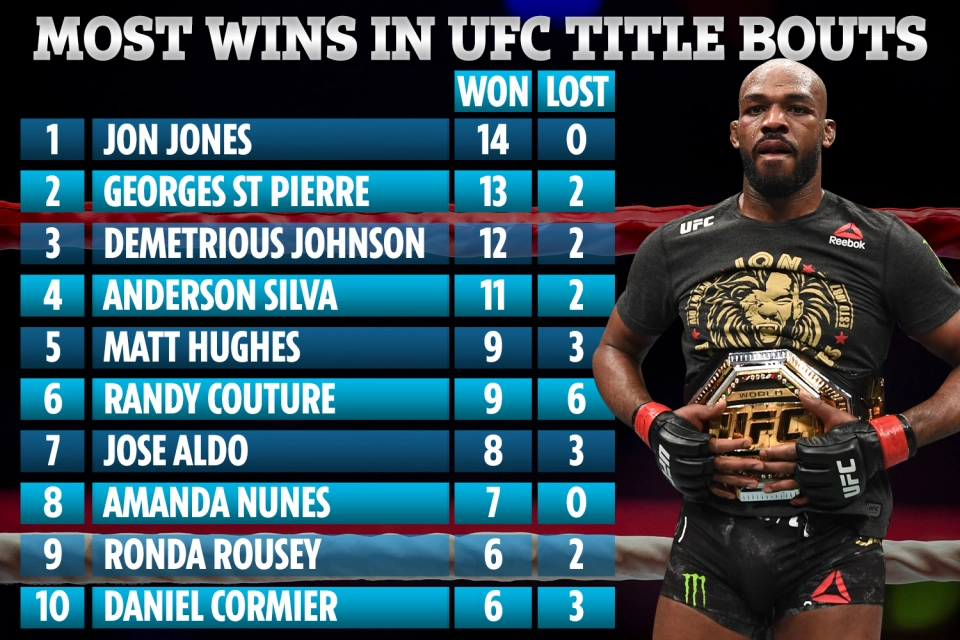 MOST WINS IN UFC TITLE BOUTS
WON LOST
1 JON JONES 14 0
2 GEORGES ST PIERRE 13 2
3 DEMETRIOUS JOHNSON 12 2
4 ANDERSON SILVA 11 2
5 MATT HUGHES 9 3
6 RANDY COUTURE 9 6
7 JOSE ALDO 8 3
8 AMANDA NUNES 7 0
9 RONDA ROUSEY 6 2
10 DANIEL CORMIER 6 3
UFC
Reebok
JON
UFC
UFC